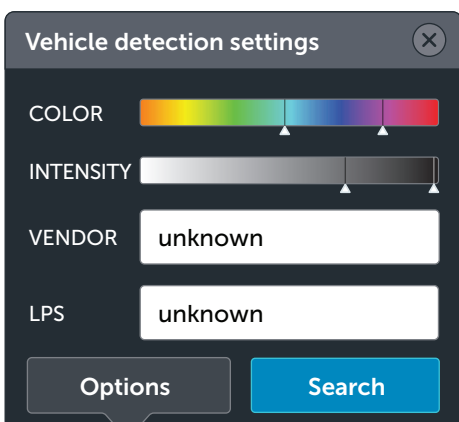 Vehicle detection settings
COLOR
INTENSITY
VENDOR unknown
LPS unknown
Options Search